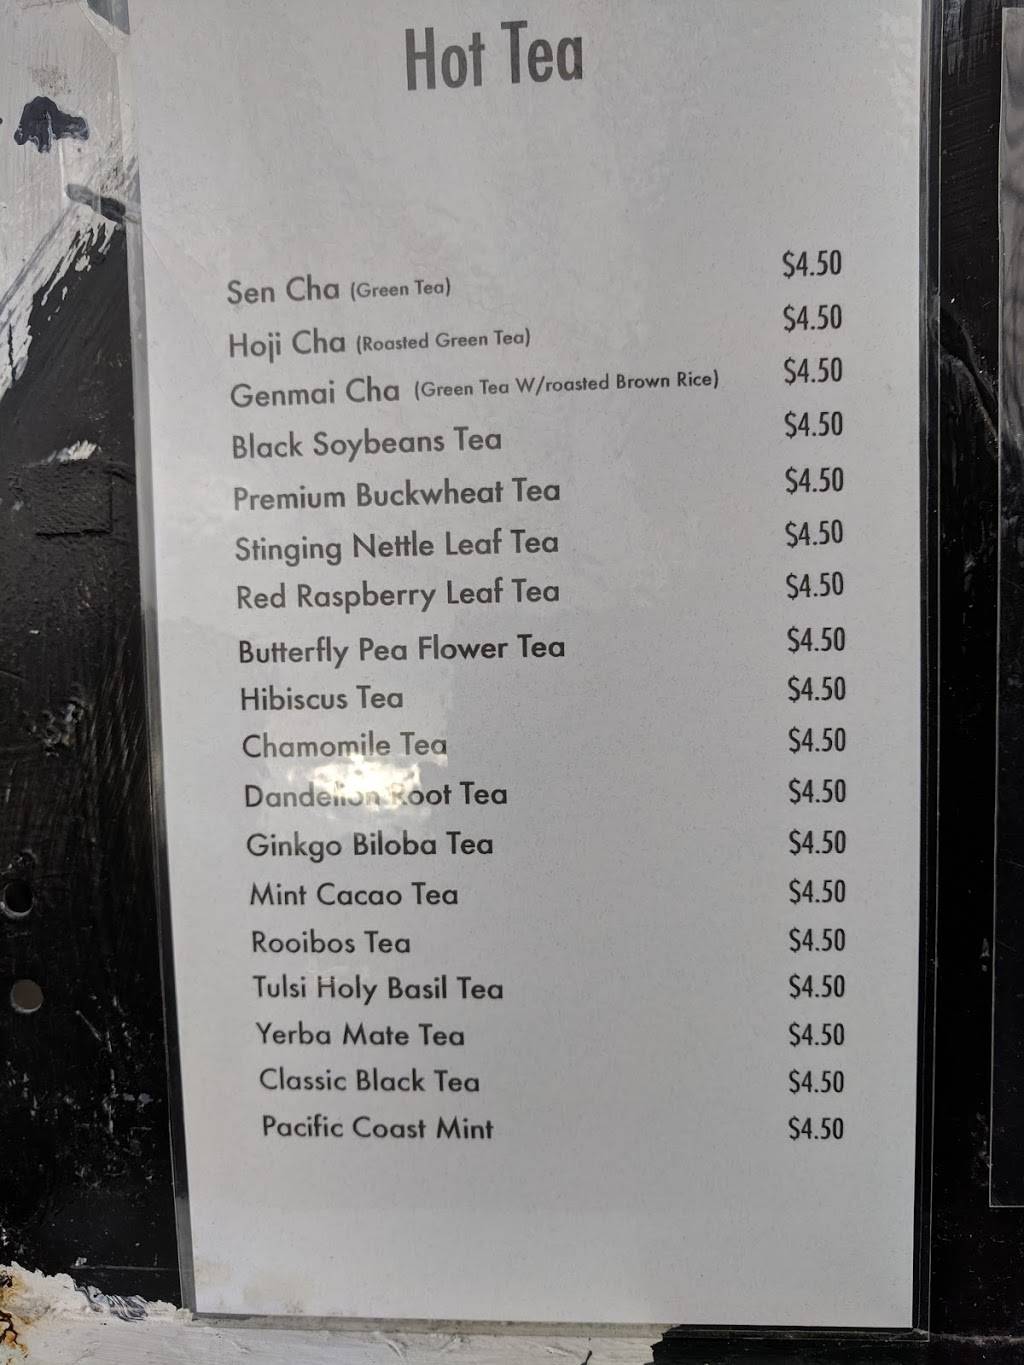 Hot Tea
Sen Cha (Green Tea) $4.50
Hoji Cha (Roasted Green Tea) $4.50
Genmai Cha (Green Tea W/roasted Brown Rice) $4.50
Black Soybeans Tea $4.50
Premium Buckwheat Tea $4.50
Stinging Nettle Leaf Tea $4.50
Red Raspberry Leaf Tea $4.50
Butterfly Pea Flower Tea $4.50
Hibiscus Tea $4.50
Chamomile Tea $4.50
Dandelion Root Tea $4.50
Ginkgo Biloba Tea $4.50
Mint Cacao Tea $4.50
Rooibos Tea $4.50
Tulsi Holy Basil Tea $4.50
Yerba Mate Tea $4.50
Classic Black Tea $4.50
Pacific Coast Mint $4.50